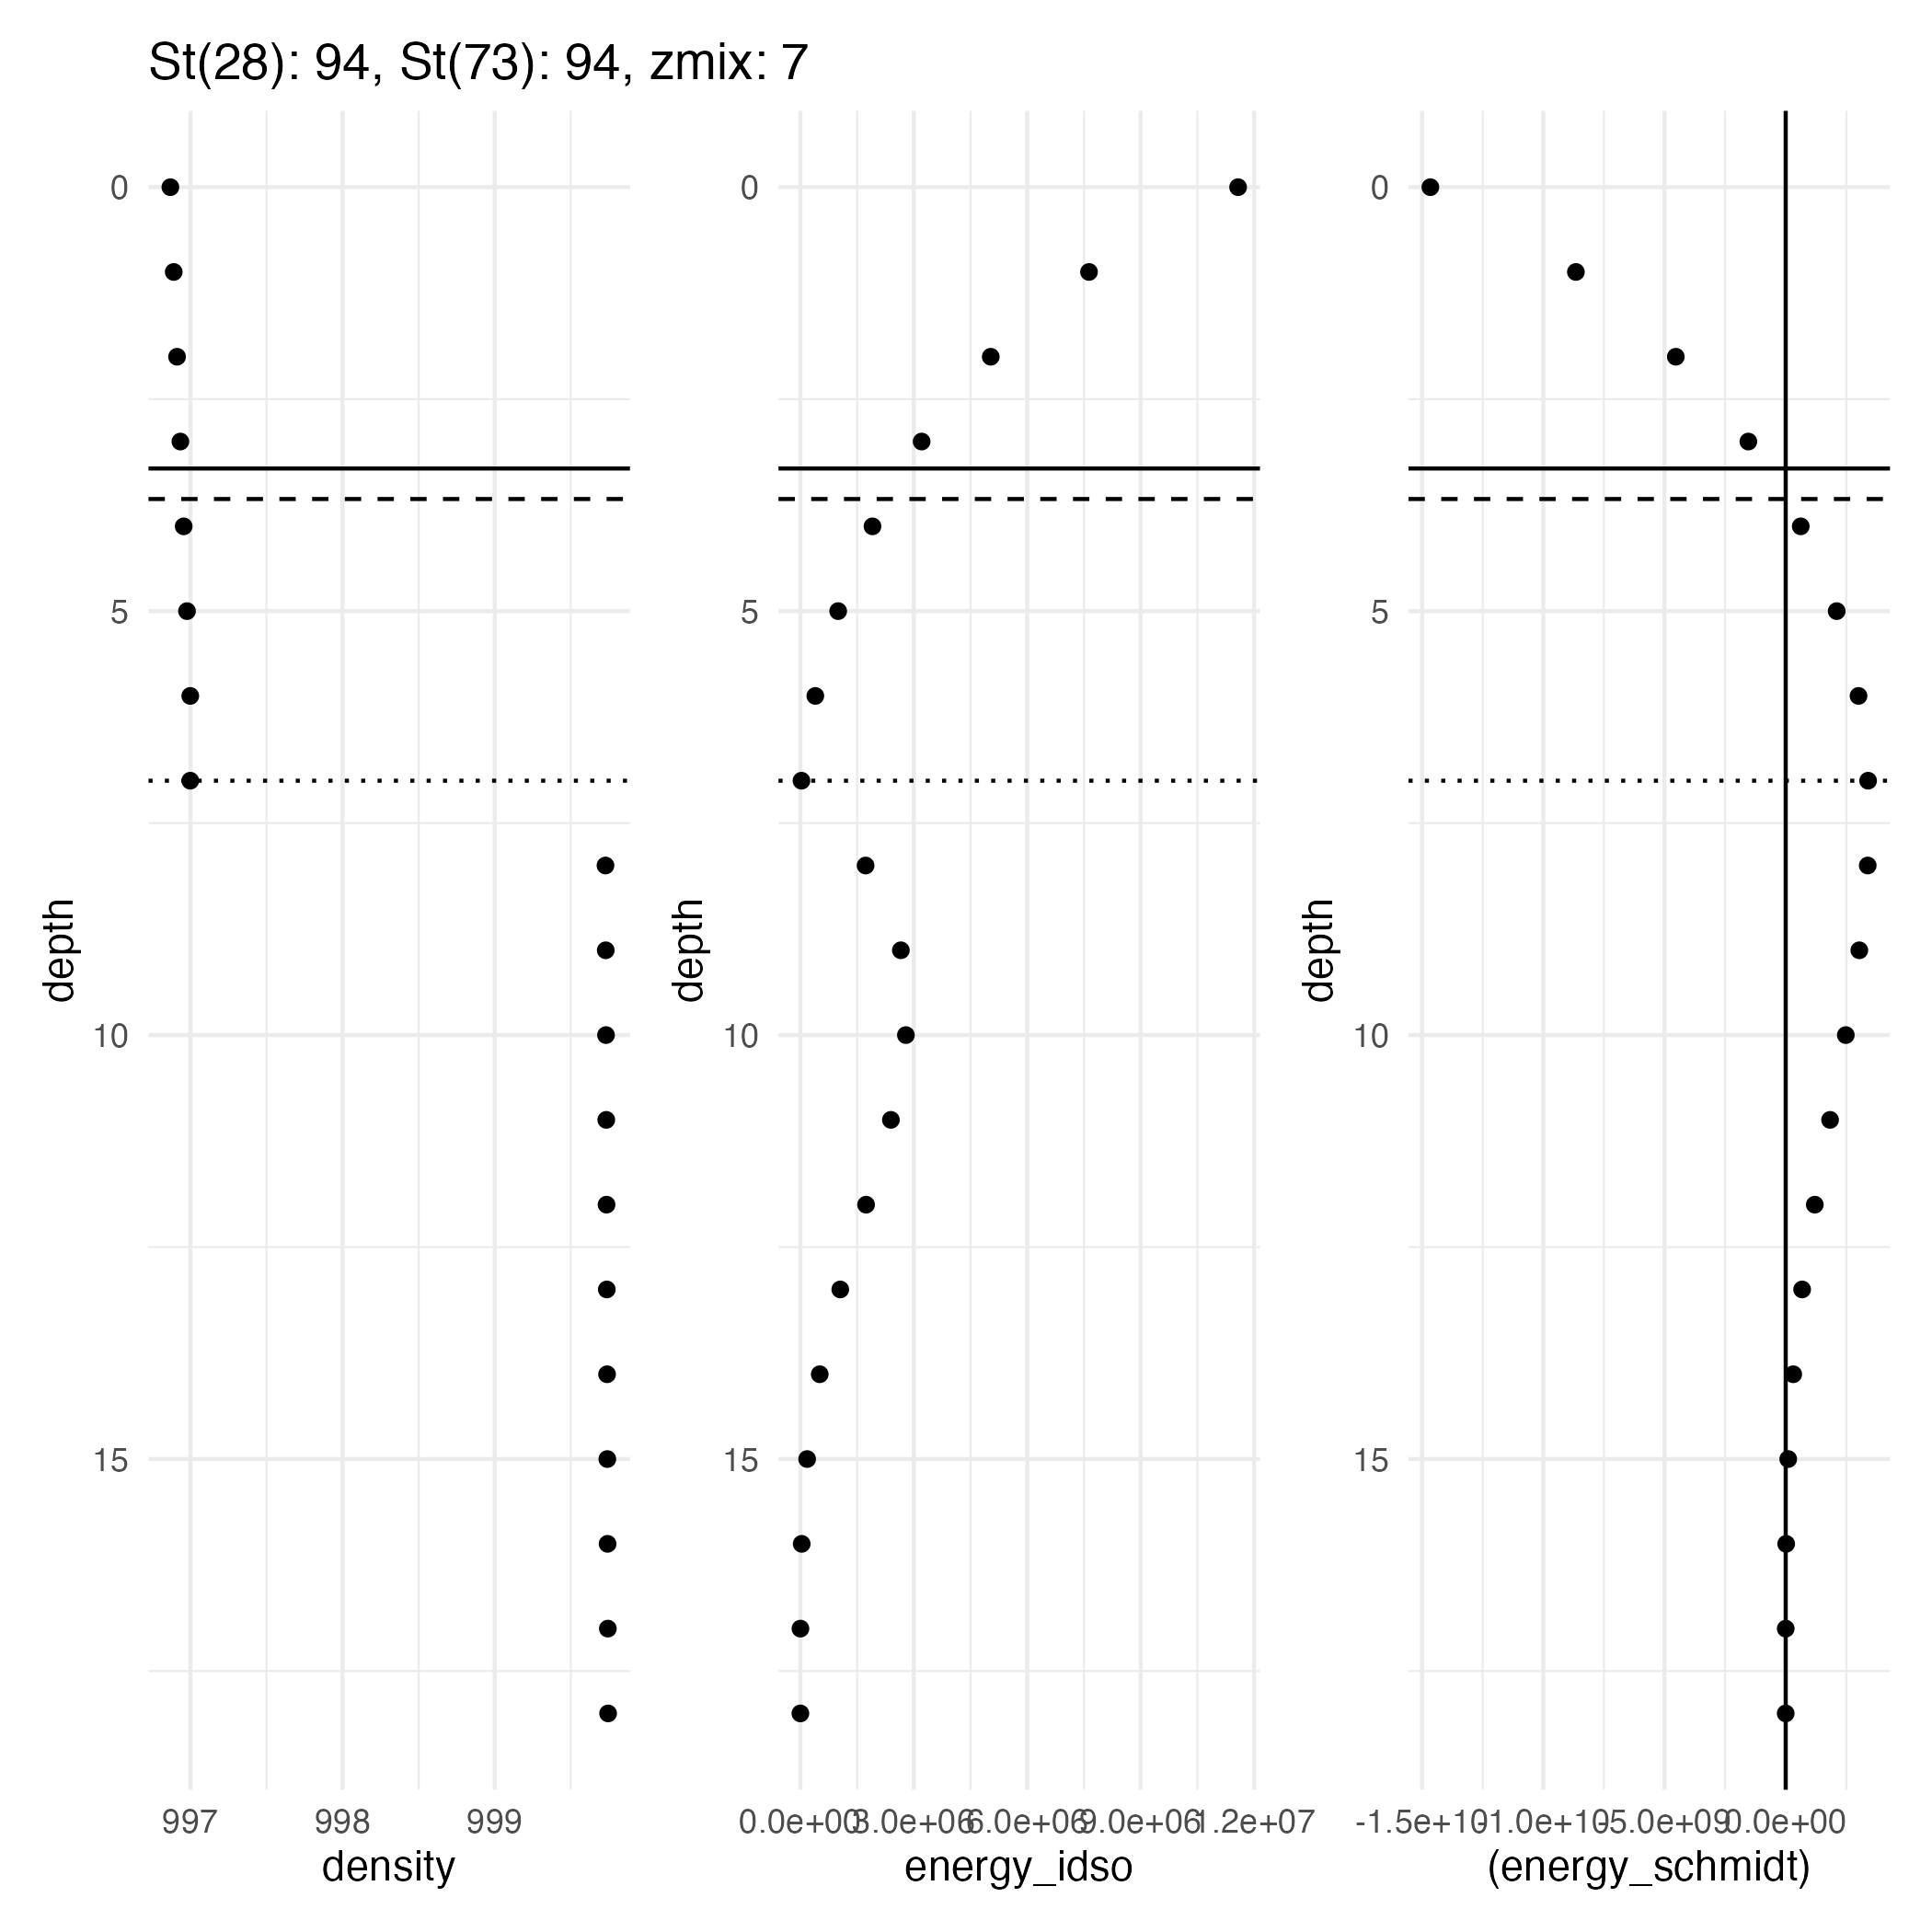 St(28): 94, St(73): 94, zmix: 7
0
5
10
15
depth
997 998 999
density
0
5
10
15
depth
0.0e+00 3.0e+06 6.0e+06 9.0e+06 1.2e+07
energy_idso
0
5
10
15
depth
-1.5e+10 -1.0e+10 -5.0e+09 0.0e+00
(energy_schmidt)